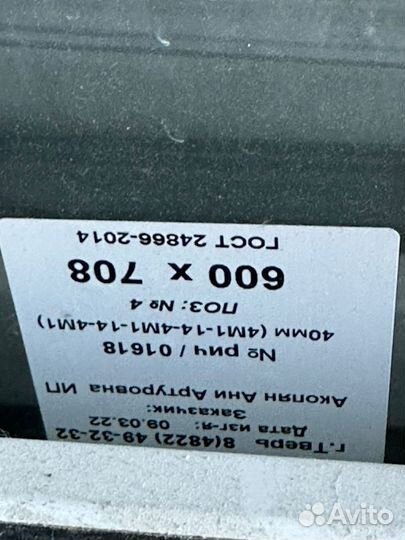 г.Тверь 8(4822) 49-32-32
Дата изг-я: 09.03.22
Заказчик:
Акопян Ани Артуровна ИП
№ рич / 01618
40мм (4М1-14-4М1-14-4М1)
ПОЗ: № 4
600 x 708
ГОСТ 24866-2014
Avito